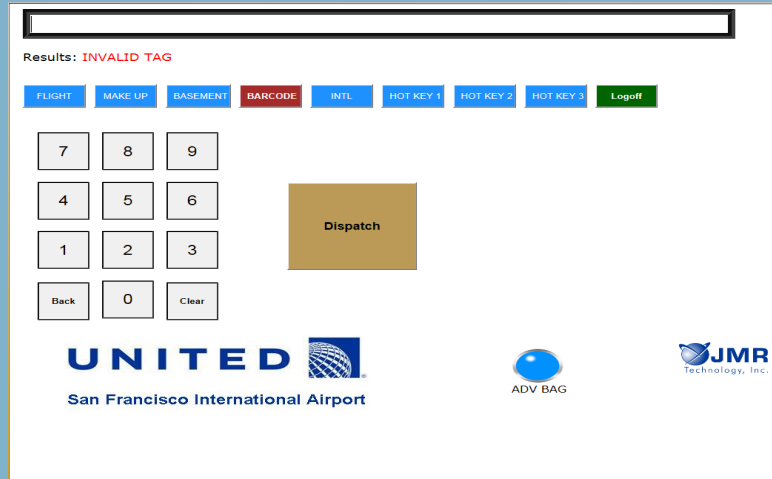 Results: INVALID TAG
FLIGHT MAKE UP BASEMENT BARCODE INTL HOT KEY 1 HOT KEY 2 HOT KEY 3 Logoff
7 8 9
4 5 6
Dispatch
1 2 3
Back 0 Clear
UNITED
JMR
Technology, Inc.
ADV BAG
San Francisco International Airport